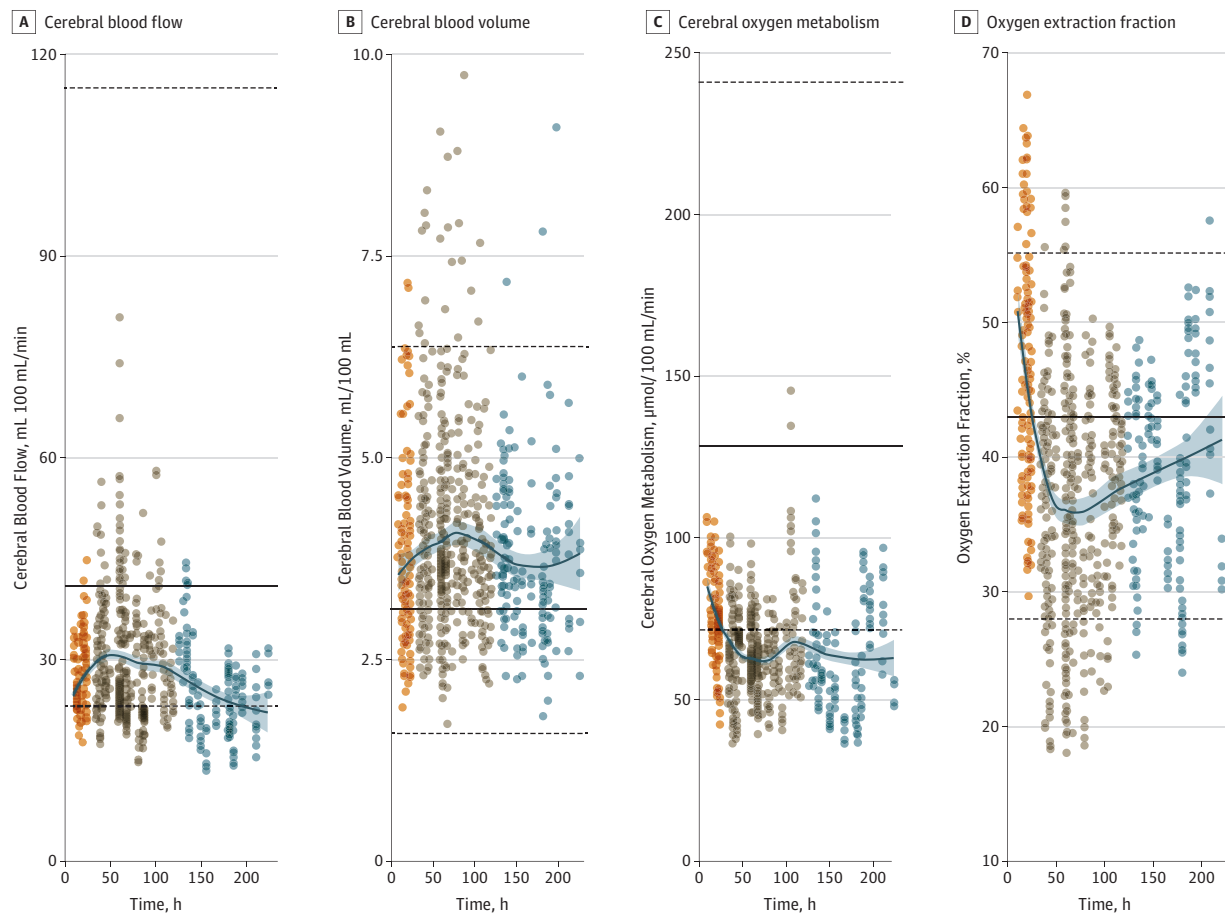 A Cerebral blood flow
120
90
60
30
0
0 50 100 150 200
Time, h
Cerebral Blood Flow, mL 100 mL/min
B Cerebral blood volume
10.0
7.5
5.0
2.5
0
0 50 100 150 200
Time, h
Cerebral Blood Volume, mL/100 mL
C Cerebral oxygen metabolism
250
200
150
100
50
0
0 50 100 150 200
Time, h
Cerebral Oxygen Metabolism, μmol/100 mL/min
D Oxygen extraction fraction
70
60
50
40
30
20
10
0 50 100 150 200
Time, h
Oxygen Extraction Fraction, %